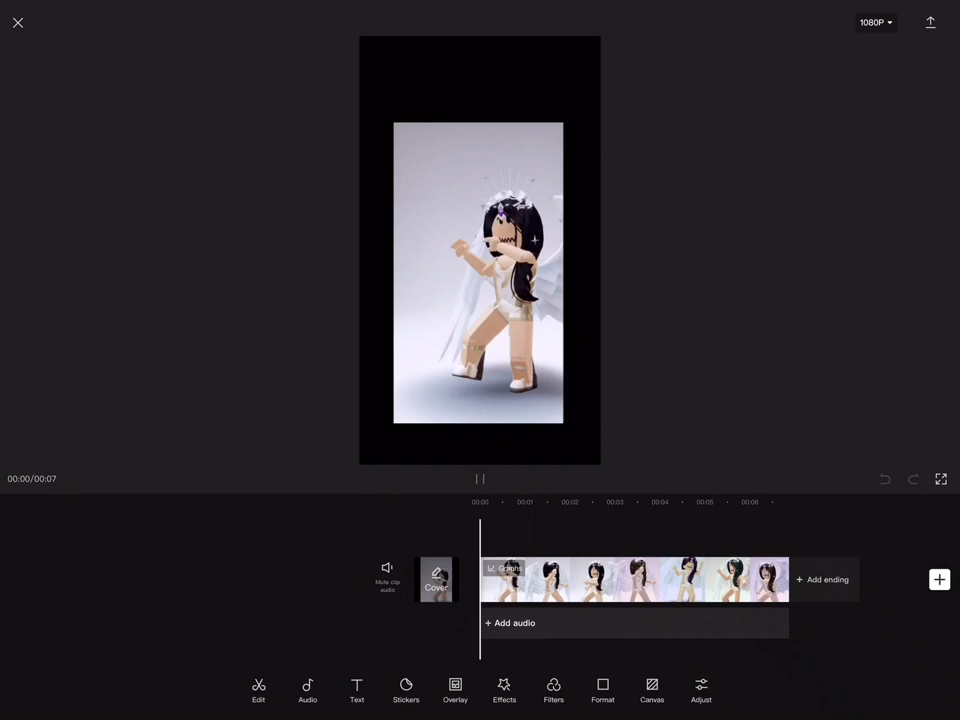 1080P
00:00/00:07
00:00 00:01 00:02 00:03 00:04 00:05 00:06
Graphs
Mute clip
audio
Cover
+ Add ending
+ Add audio
Edit Audio Text Stickers Overlay Effects Filters Format Canvas Adjust